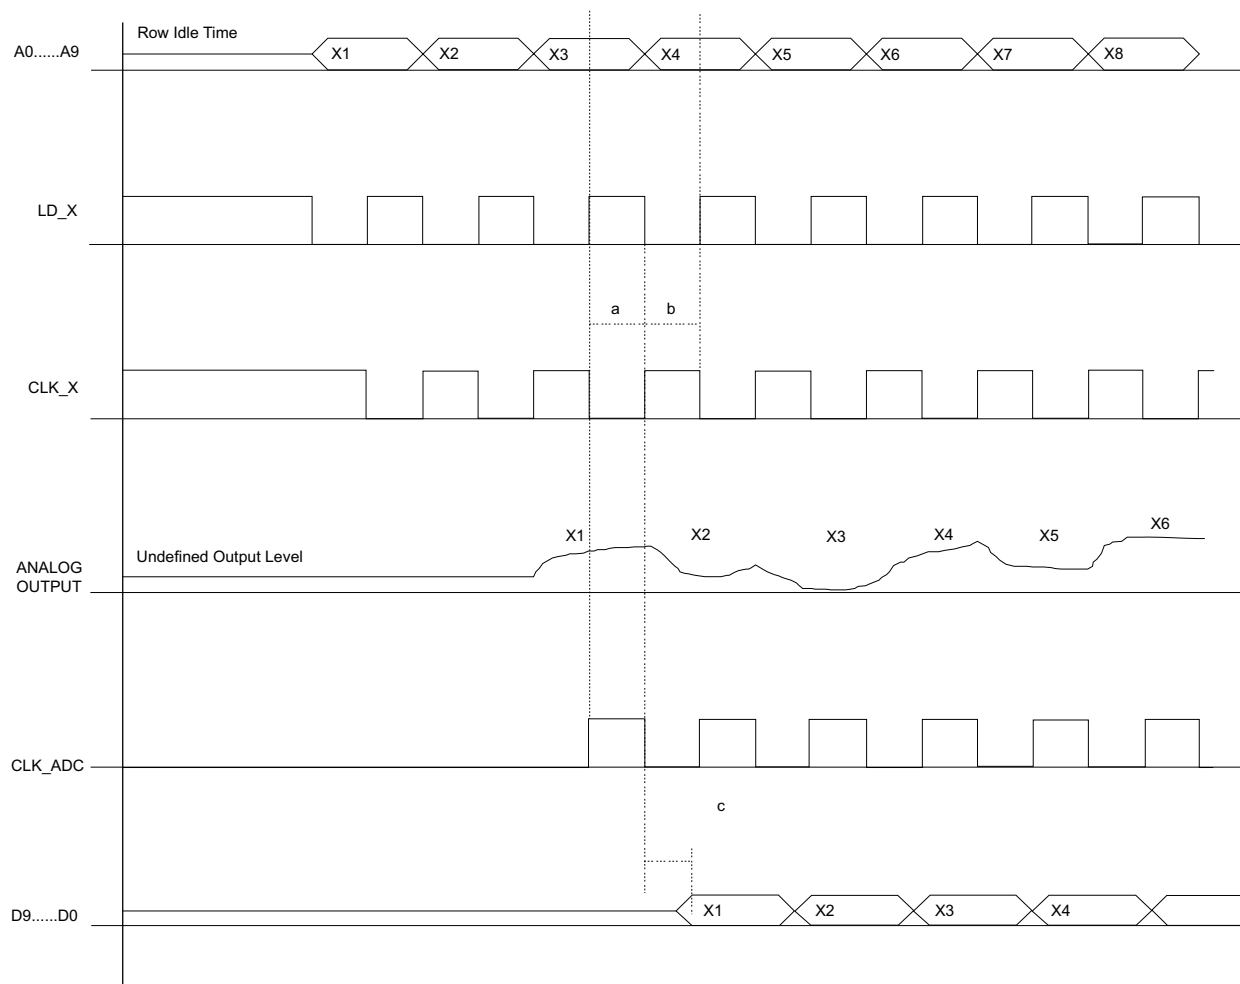 Row Idle Time
A0......A9
X1 X2 X3 X4 X5 X6 X7 X8
LD_X
a b
CLK_X
X1 X2 X3 X4 X5 X6
Undefined Output Level
ANALOG
OUTPUT
CLK_ADC
c
D9......D0
X1 X2 X3 X4